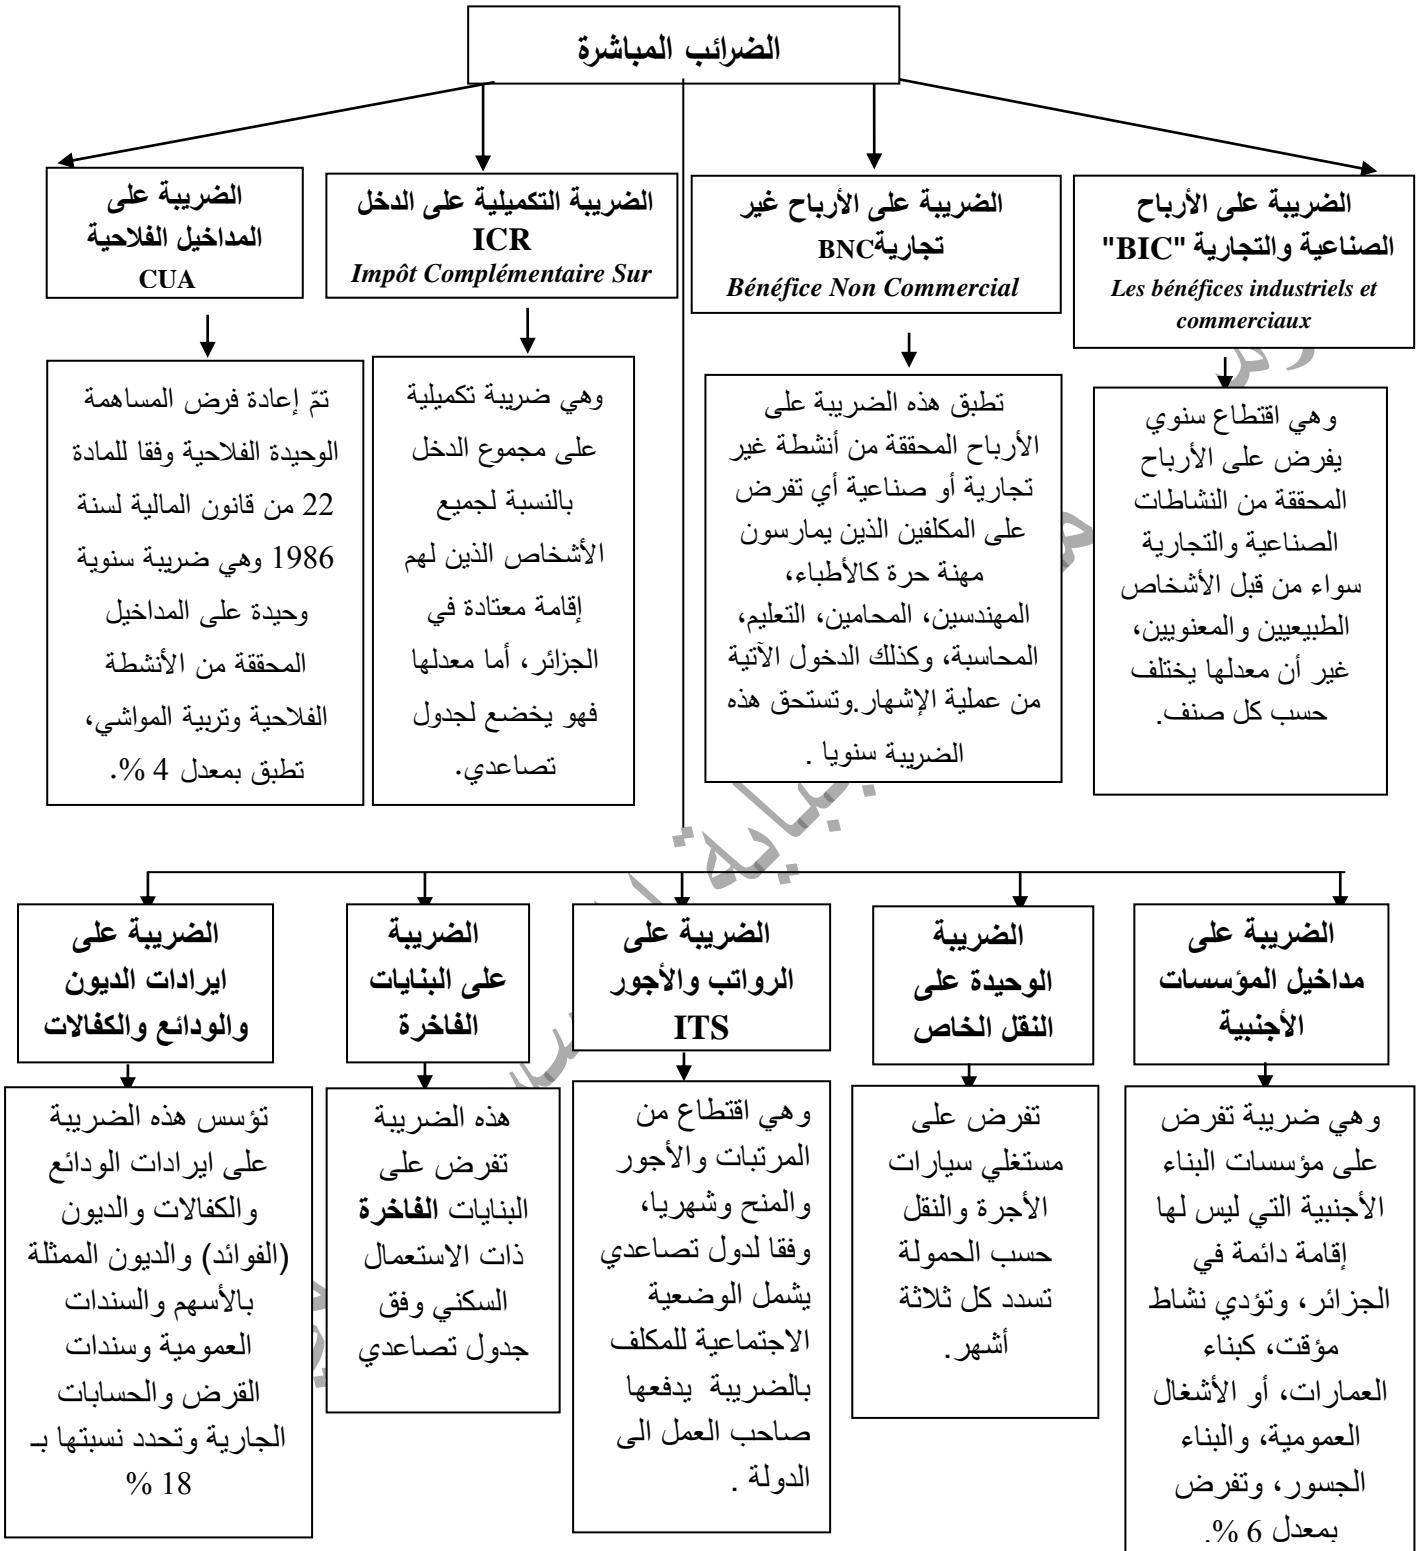 الضرائب المباشرة
الضريبة على الأرباح
الصناعية والتجارية "BIC"
Les bénéfices industriels et
commerciaux
الضريبة على الأرباح غير
تجاريةBNC
Bénéfice Non Commercial
الضريبة التكميلية على الدخل
ICR
Impôt Complémentaire Sur
الضريبة على
المداخيل الفلاحية
CUA
وهي اقتطاع سنوي
يفرض على الأرباح
المحققة من النشاطات
الصناعية والتجارية
سواء من قبل الأشخاص
الطبيعيين والمعنويين،
غير أن معدلها يختلف
حسب كل صنف.
تطبق هذه الضريبة على
الأرباح المحققة من أنشطة غير
تجارية أو صناعية أي تفرض
على المكلفين الذين يمارسون
مهنة حرة كالأطباء،
المهندسين، المحامين، التعليم،
المحاسبة، وكذلك الدخول الآتية
من عملية الإشهار.وتستحق هذه
الضريبة سنويا .
وهي ضريبة تكميلية
على مجموع الدخل
بالنسبة لجميع
الأشخاص الذين لهم
إقامة معتادة في
الجزائر، أما معدلها
فهو يخضع لجدول
تصاعدي.
تمّ إعادة فرض المساهمة
الوحيدة الفلاحية وفقا للمادة
22 من قانون المالية لسنة
1986 وهي ضريبة سنوية
وحيدة على المداخيل
المحققة من الأنشطة
الفلاحية وتربية المواشي،
تطبق بمعدل 4 %.
الضريبة على
مداخيل المؤسسات
الأجنبية
الضريبة
الوحيدة على
النقل الخاص
الضريبة على
الرواتب والأجور
ITS
الضريبة
على البنايات
الفاخرة
الضريبة على
ايرادات الديون
والودائع والكفالات
وهي ضريبة تفرض
على مؤسسات البناء
الأجنبية التي ليس لها
إقامة دائمة في
الجزائر، وتؤدي نشاط
مؤقت، كبناء
العمارات، أو الأشغال
العمومية، والبناء
الجسور، وتفرض
بمعدل 6 %.
تفرض على
مستغلي سيارات
الأجرة والنقل
حسب الحمولة
تسدد كل ثلاثة
أشهر.
وهي اقتطاع من
المرتبات والأجور
والمنح وشهريا،
وفقا لدول تصاعدي
يشمل الوضعية
الاجتماعية للمكلف
بالضريبة يدفعها
صاحب العمل الى
الدولة .
هذه الضريبة
تفرض على
البنايات الفاخرة
ذات الاستعمال
السكني وفق
جدول تصاعدي
تؤسس هذه الضريبة
على ايرادات الودائع
والكفالات والديون
(الفوائد) والديون الممثلة
بالأسهم والسندات
العمومية وسندات
القرض والحسابات
الجارية وتحدد نسبتها بـ
18 %